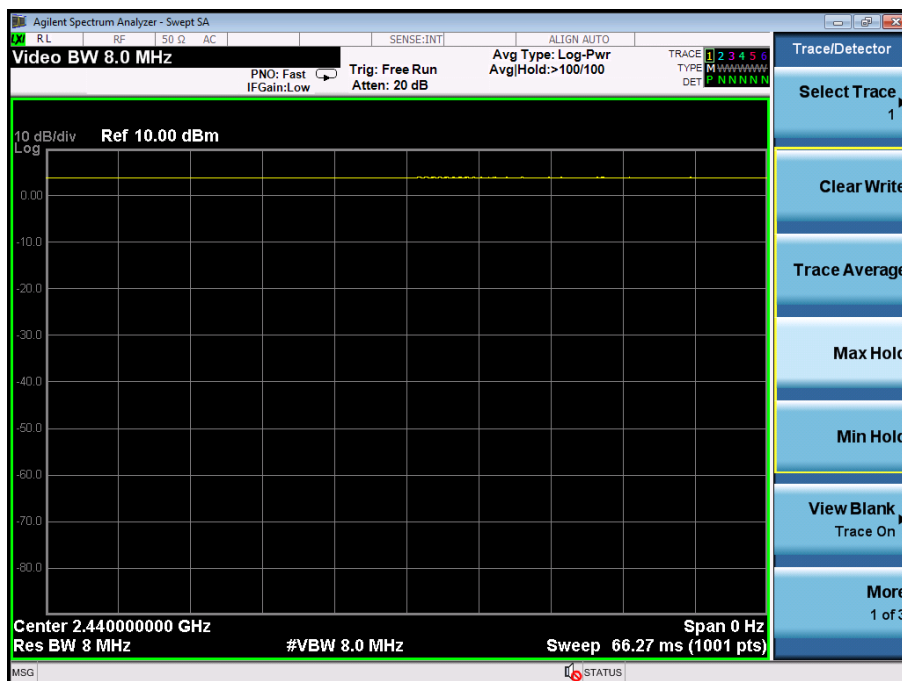 Agilent Spectrum Analyzer - Swept SA
LXI RL RF 50 Ω AC SENSE:INT ALIGN AUTO
Video BW 8.0 MHz
PNO: Fast
IFGain:Low
Trig: Free Run
Atten: 20 dB
Avg Type: Log-Pwr
Avg|Hold:>100/100
TRACE 1 2 3 4 5 6
TYPE M W W W W W
DET P N N N N N
10 dB/div Ref 10.00 dBm
Log
0.00
-10.0
-20.0
-30.0
-40.0
-50.0
-60.0
-70.0
-80.0
Center 2.440000000 GHz Span 0 Hz
Res BW 8 MHz #VBW 8.0 MHz Sweep 66.27 ms (1001 pts)
MSG STATUS
Trace/Detector
Select Trace
1
Clear Write
Trace Average
Max Hold
Min Hold
View Blank
Trace On
More
1 of 3